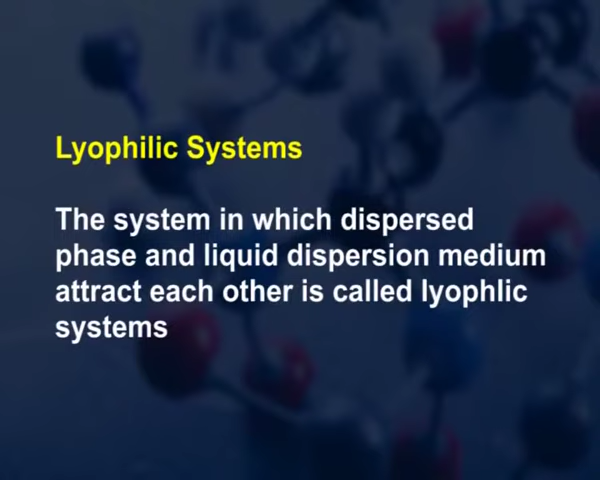 Lyophilic Systems
The system in which dispersed
phase and liquid dispersion medium
attract each other is called lyophlic
systems